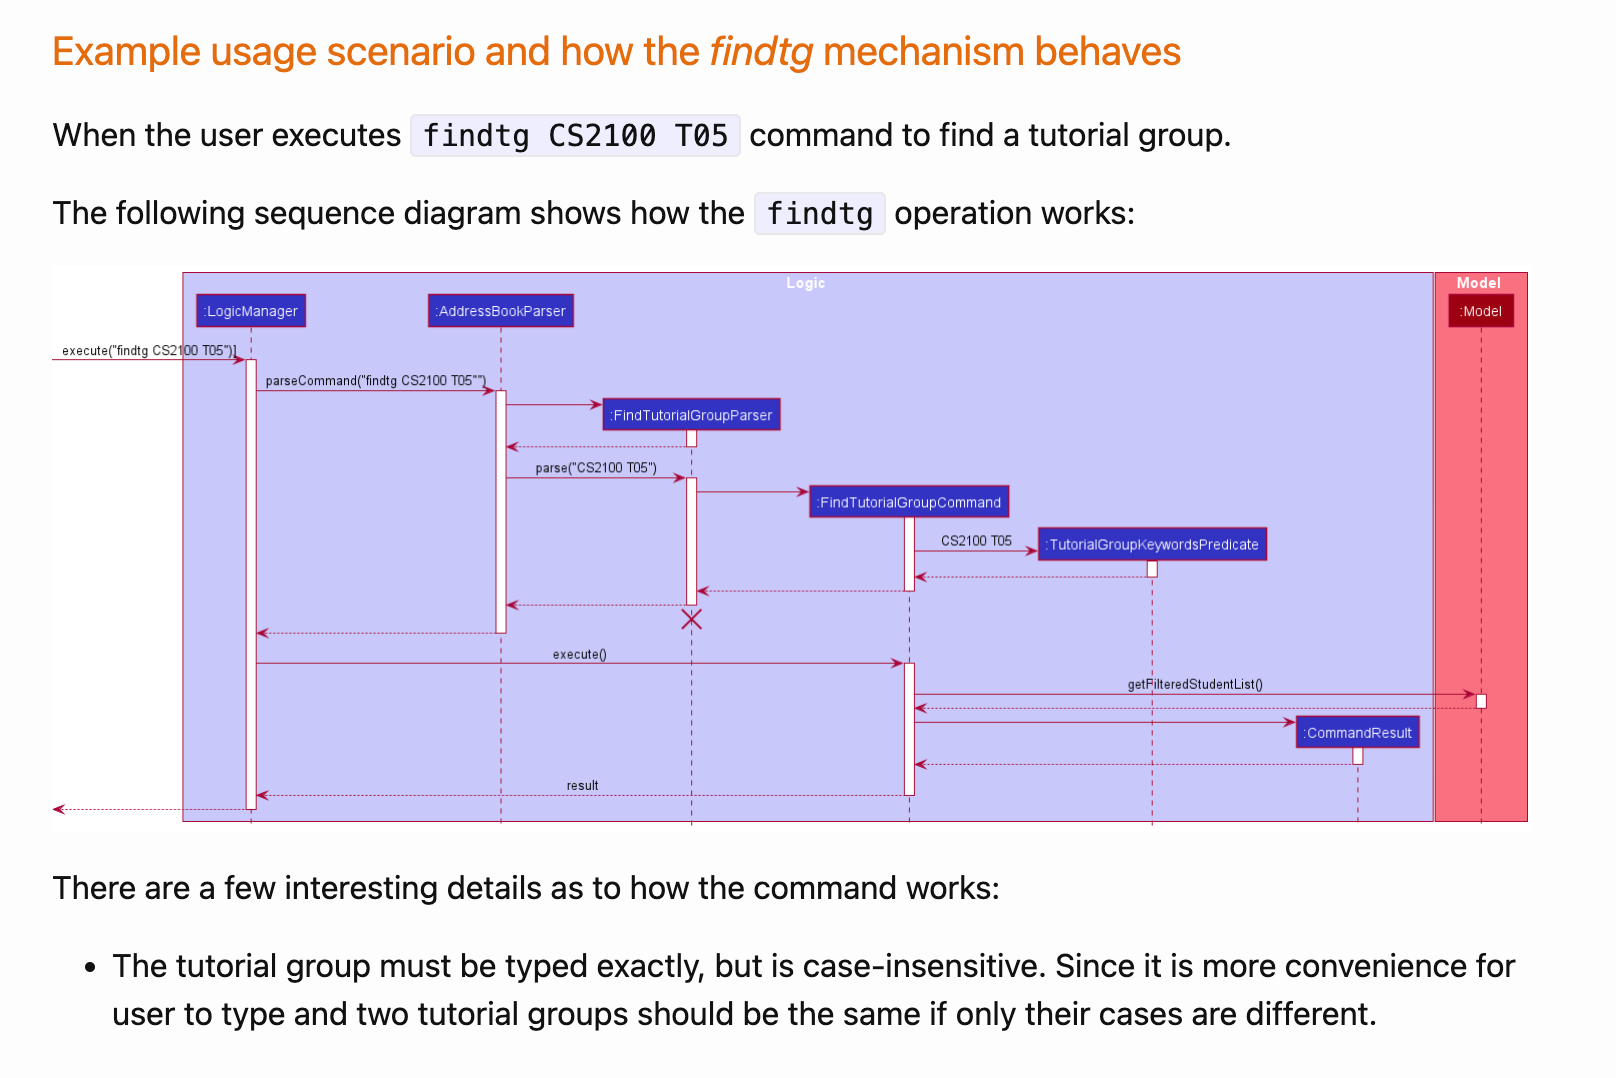 Example usage scenario and how the findtg mechanism behaves
When the user executes findtg CS2100 T05 command to find a tutorial group.
The following sequence diagram shows how the findtg operation works:
Logic
Model
:LogicManager
:AddressBookParser
:Model
execute("findtg CS2100 T05")]
parseCommand("findtg CS2100 T05"")
:FindTutorialGroupParser
parse("CS2100 T05")
:FindTutorialGroupCommand
CS2100 T05
:TutorialGroupKeywordsPredicate
execute()
getFilteredStudentList()
:CommandResult
result
There are a few interesting details as to how the command works:
• The tutorial group must be typed exactly, but is case-insensitive. Since it is more convenience for
user to type and two tutorial groups should be the same if only their cases are different.